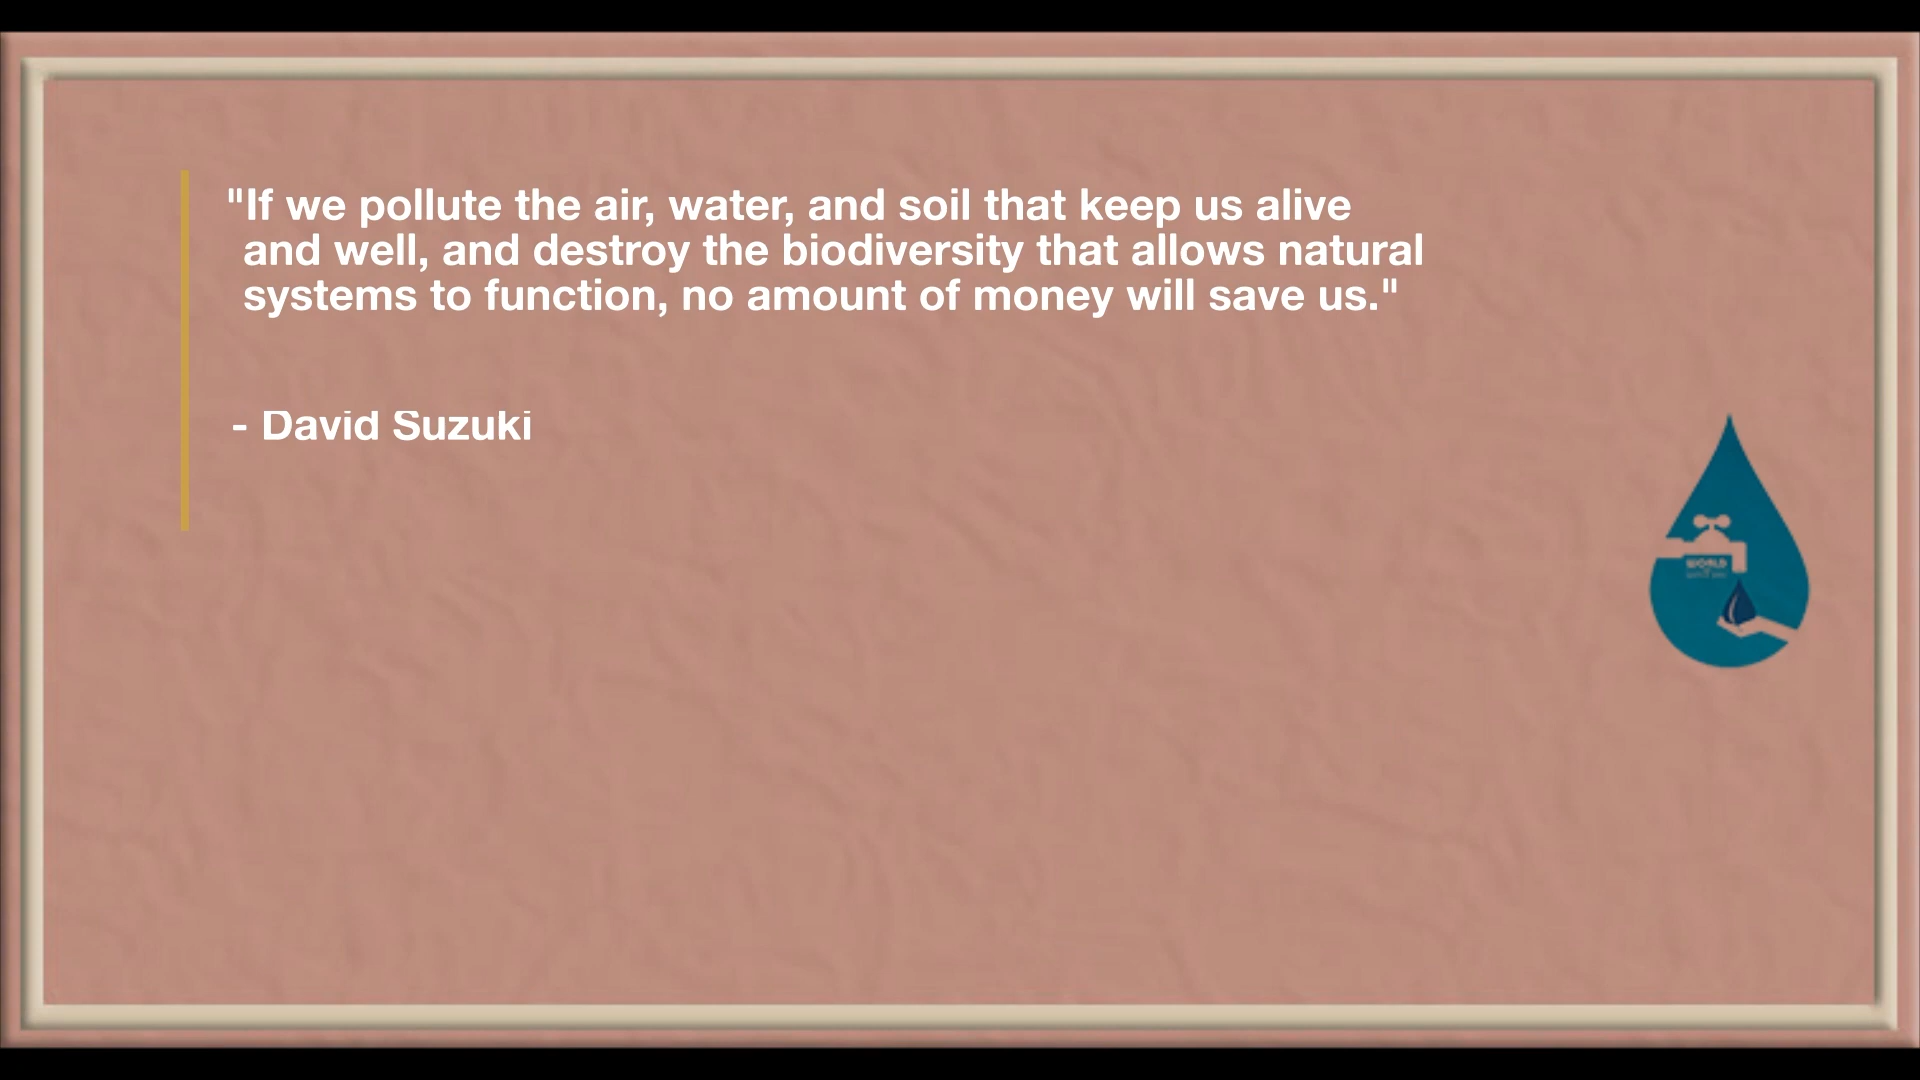 "If we pollute the air, water, and soil that keep us alive
and well, and destroy the biodiversity that allows natural
systems to function, no amount of money will save us."
- David Suzuki
WORLD